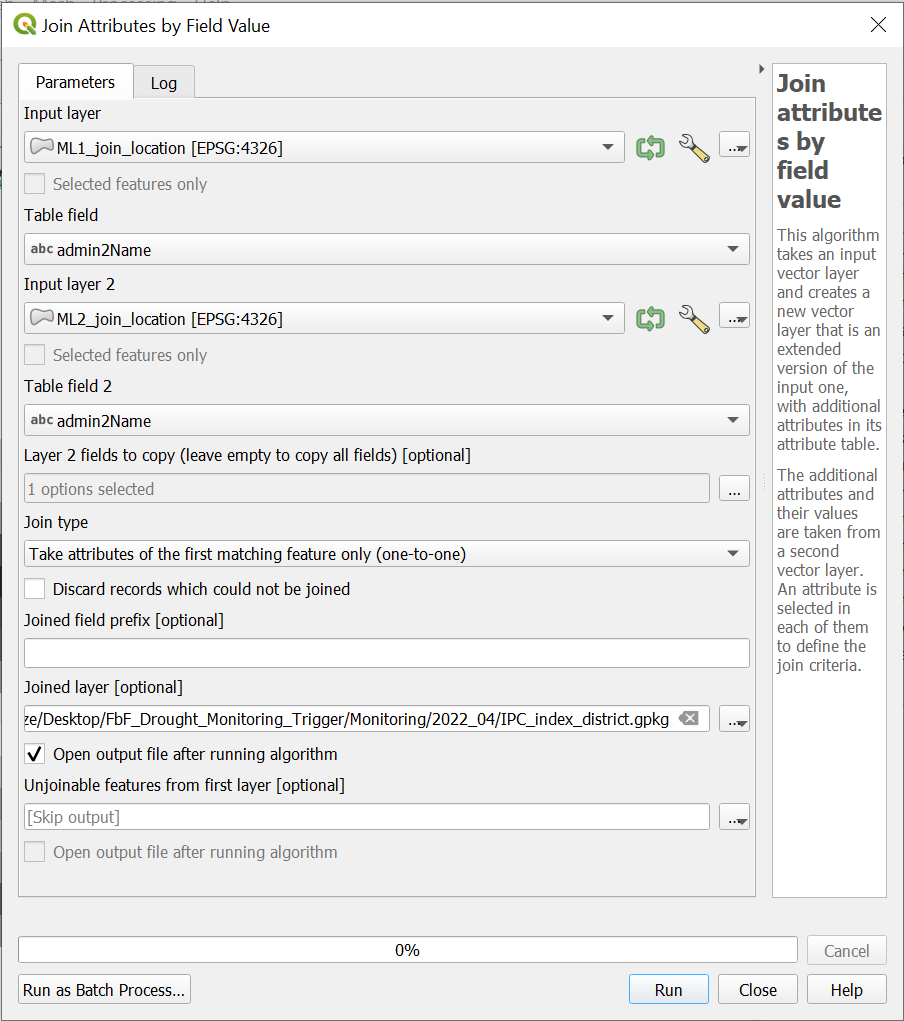 Join Attributes by Field Value
Parameters
Log
Input layer
ML1_join_location [EPSG:4326]
...
Selected features only
Table field
abc admin2Name
Input layer 2
ML2_join_location [EPSG:4326]
...
Selected features only
Table field 2
abc admin2Name
Layer 2 fields to copy (leave empty to copy all fields) [optional]
1 options selected
...
Join type
Take attributes of the first matching feature only (one-to-one)
Discard records which could not be joined
Joined field prefix [optional]
Joined layer [optional]
ze/Desktop/FbF_Drought_Monitoring_Trigger/Monitoring/2022_04/IPC_index_district.gpkg
...
Open output file after running algorithm
Unjoinable features from first layer [optional]
[Skip output]
...
Open output file after running algorithm
Join
attribute
s by
field
value
This algorithm
takes an input
vector layer
and creates a
new vector
layer that is an
extended
version of the
input one,
with additional
attributes in its
attribute table.
The additional
attributes and
their values
are taken from
a second
vector layer.
An attribute is
selected in
each of them
to define the
join criteria.
0%
Cancel
Run as Batch Process...
Run
Close
Help